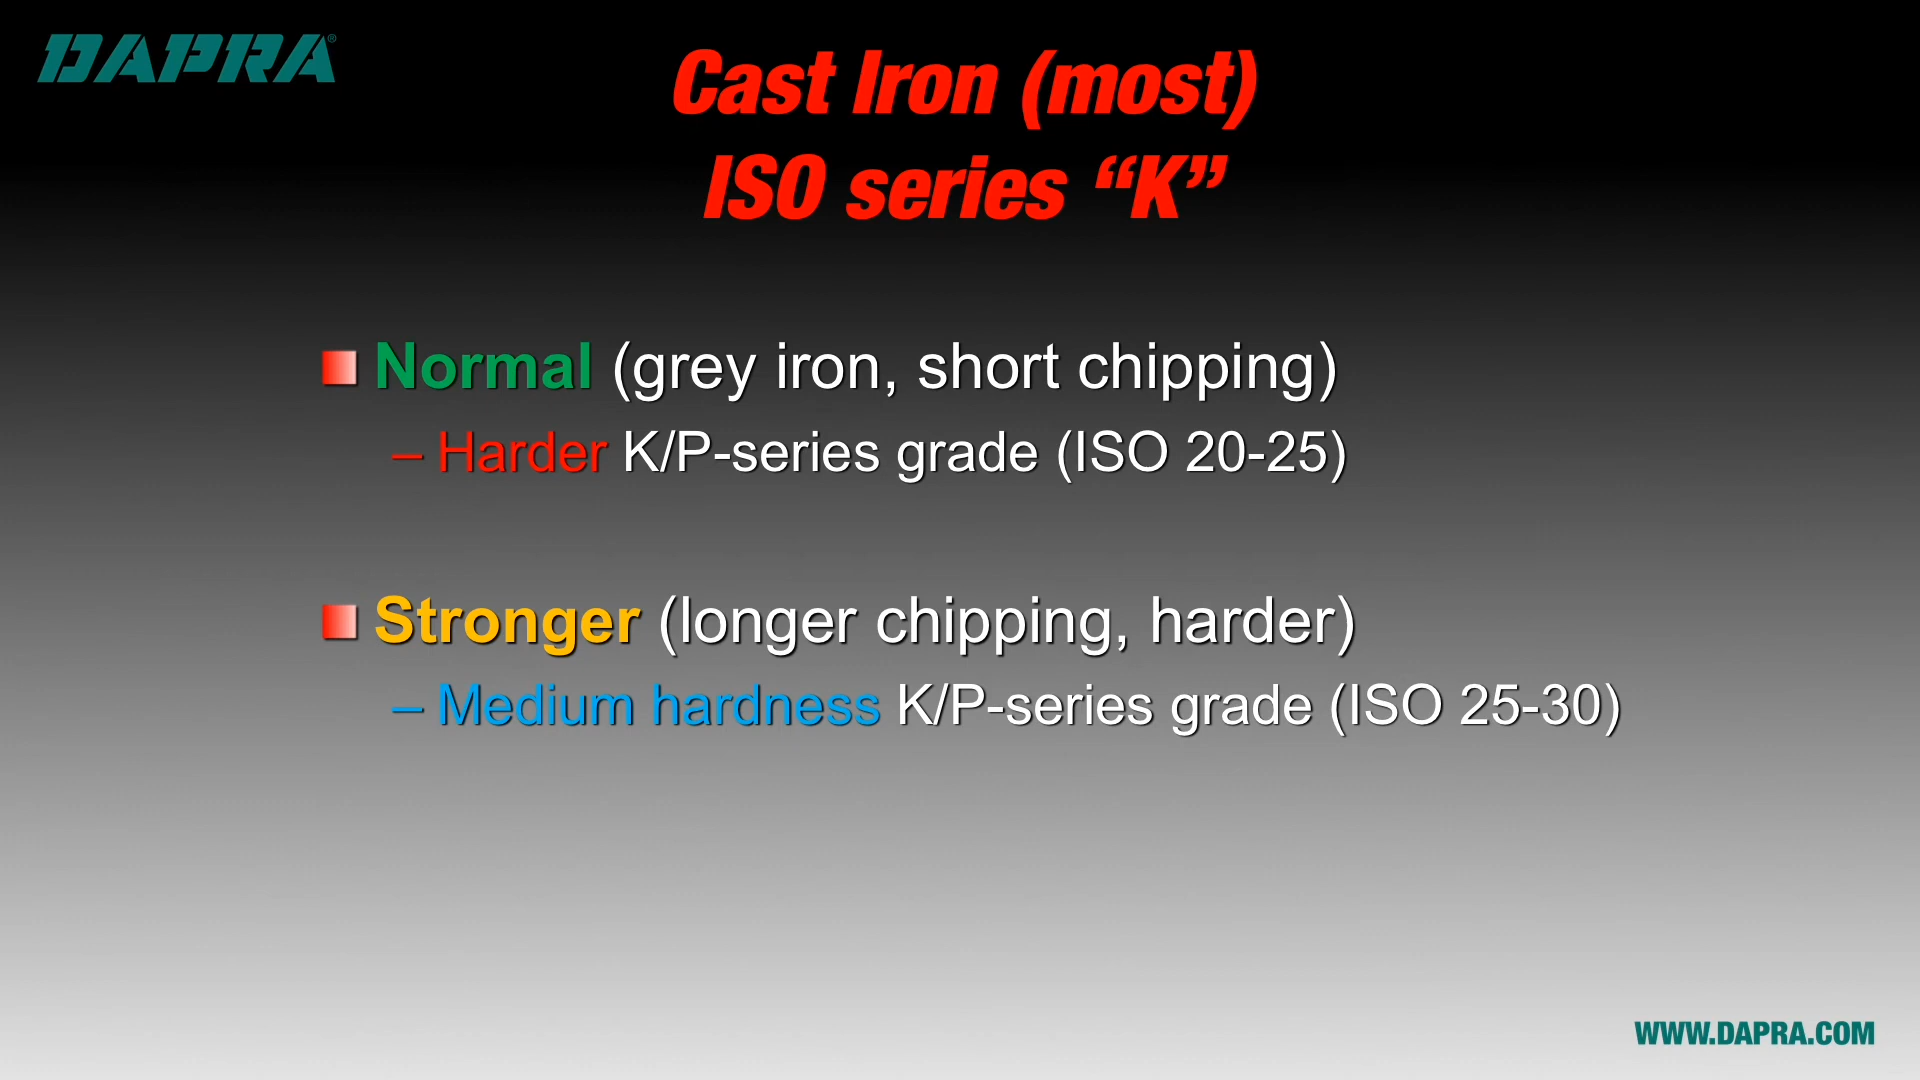 DAPRA®
Cast Iron (most)
ISO series “K”
Normal (grey iron, short chipping)
– Harder K/P-series grade (ISO 20-25)
Stronger (longer chipping, harder)
– Medium hardness K/P-series grade (ISO 25-30)
WWW.DAPRA.COM